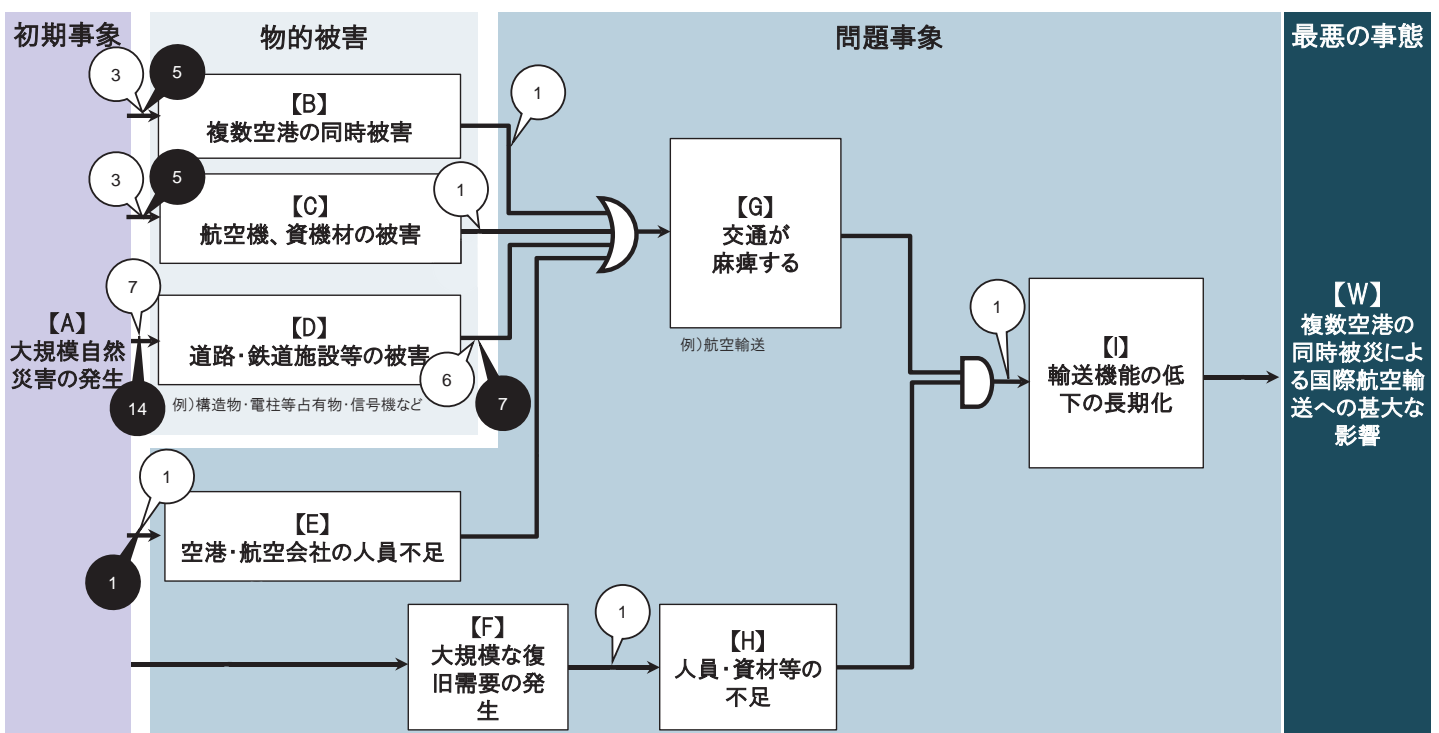 初期事象
物的被害
問題事象
最悪の事態
3
5
【B】
複数空港の同時被害
1
3
5
【C】
航空機、資機材の被害
1
【G】
交通が
麻痺する
例)航空輸送
7
14
【A】
大規模自然
災害の発生
【D】
道路・鉄道施設等の被害
例)構造物・電柱等占有物・信号機など
6
7
1
【I】
輸送機能の低
下の長期化
【W】
複数空港の
同時被災によ
る国際航空輸
送への甚大な
影響
1
1
【E】
空港・航空会社の人員不足
【F】
大規模な復
旧需要の発
生
1
【H】
人員・資材等の
不足